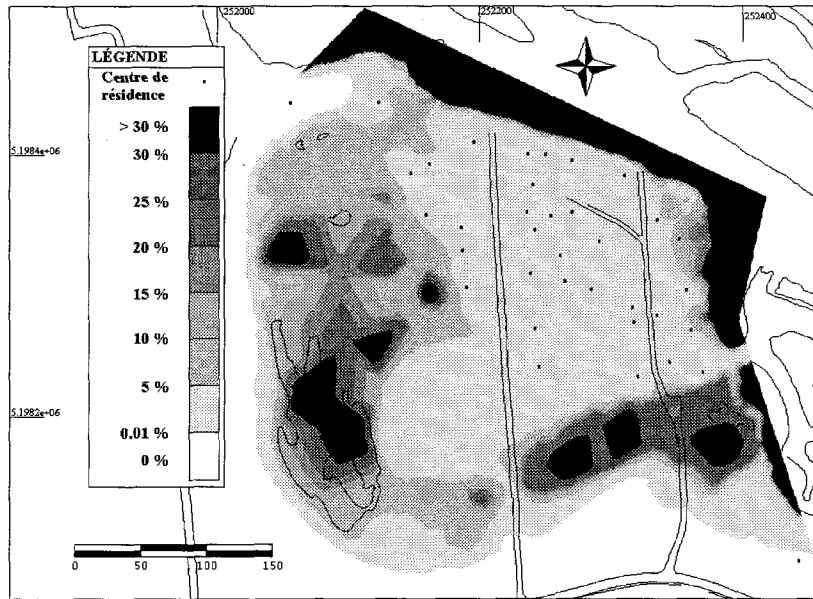 252000
252200
252400
LÉGENDE
Centre de
résidence
> 30 %
30 %
25 %
20 %
15 %
10 %
5 %
0,01 %
0 %
5.1984e+06
5.1982e+06
0 50 100 150